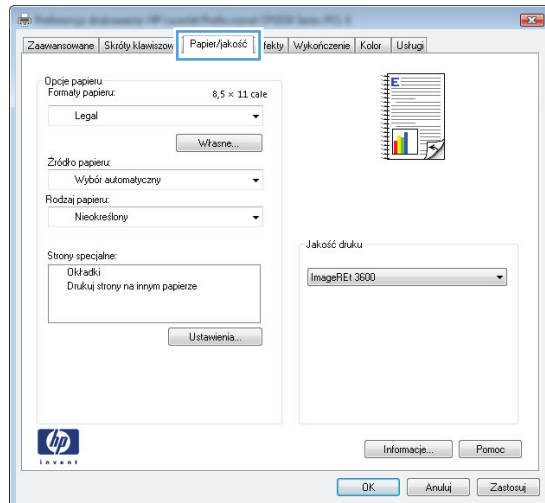 Zaawansowane Skróty klawiszow Papier/jakość fekty Wykończenie Kolor Usługi
Opcje papieru
Formaty papieru: 8,5 × 11 cale
Legal
Własne...
Źródło papieru:
Wybór automatyczny
Rodzaj papieru:
Nieokreślony
Strony specjalne:
Okładki
Drukuj strony na innym papierze
Ustawienia...
E
Jakość druku
ImageREt 3600
hp
invent
Informacje... Pomoc
OK Anuluj Zastosuj